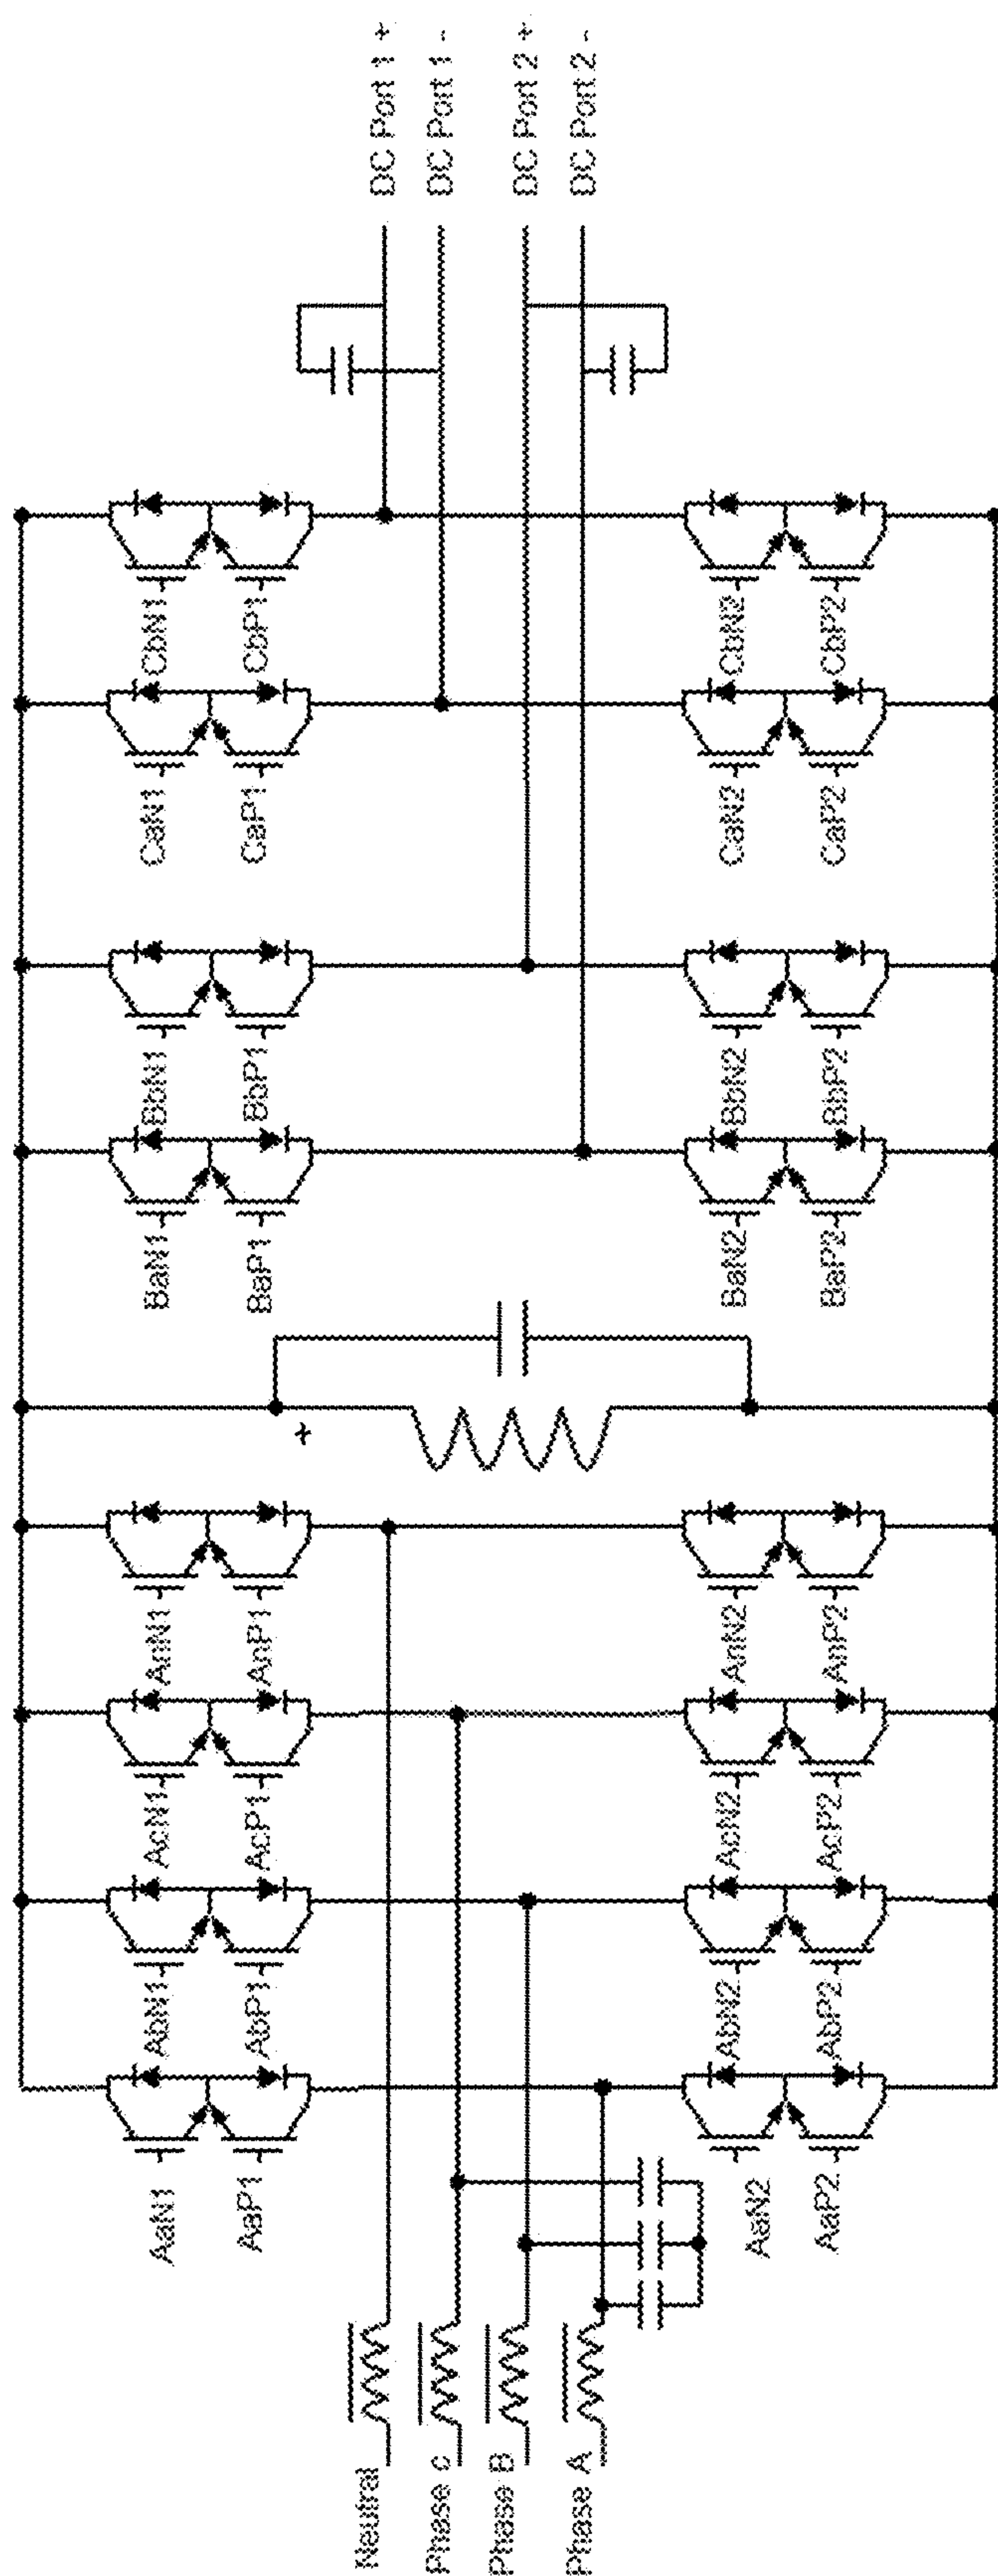 DC Port 1 +
DC Port 1 -
DC Port 2 +
DC Port 2 -
CbN1
CbP1
CbN2
CbP2
CaN1
CaP1
CaN2
CaP2
BbN1
BbP1
BbN2
BbP2
BaN1
BaP1
BaN2
BaP2
+
AnN1
AnP1
AnN2
AnP2
AcN1
AcP1
AcN2
AcP2
AbN1
AbP1
AbN2
AbP2
AaN1
AaP1
AaN2
AaP2
Neutral
Phase c
Phase B
Phase A